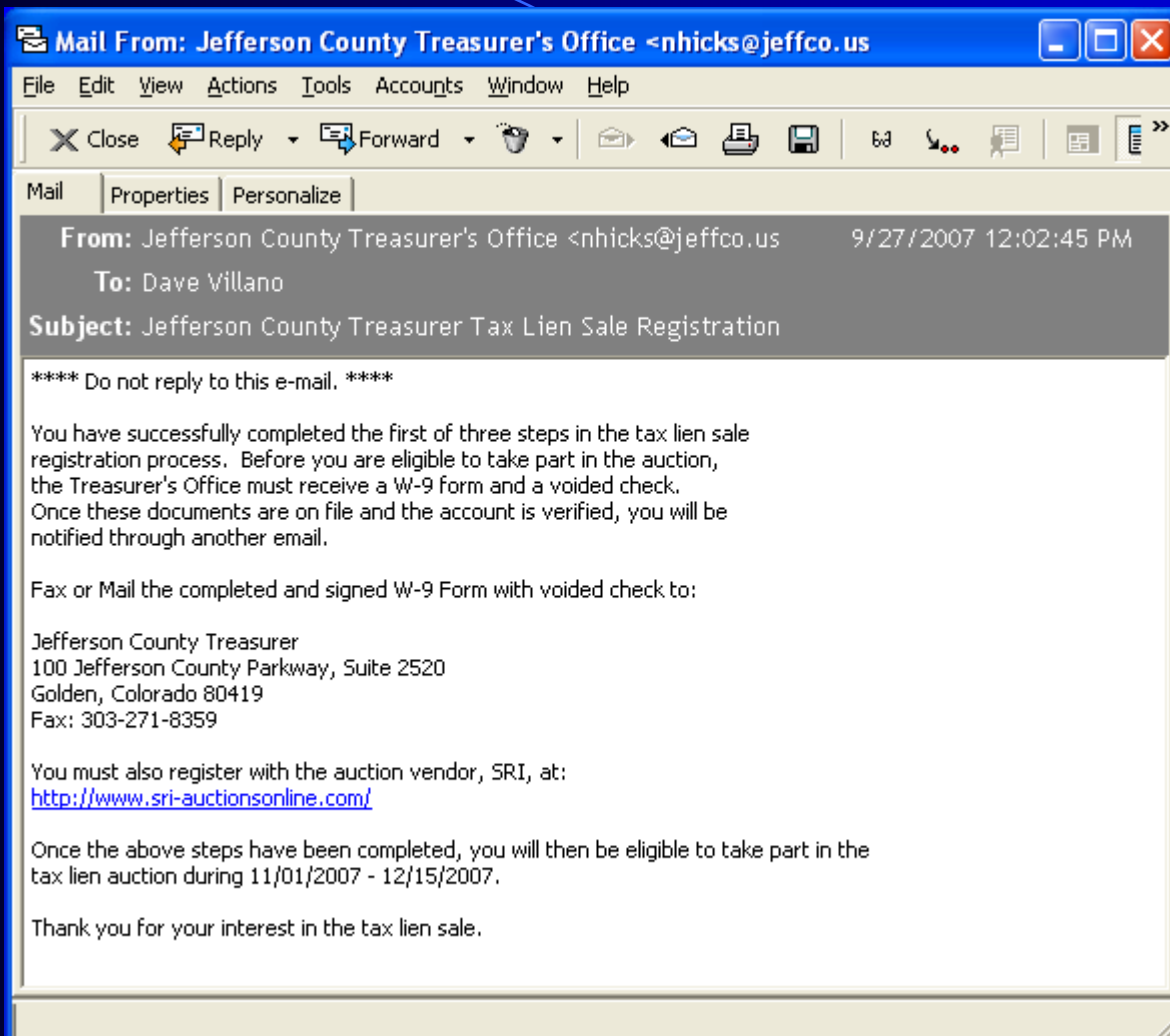 Mail From: Jefferson County Treasurer's Office <nhicks@jeffco.us
File Edit View Actions Tools Accounts Window Help
Close Reply Forward
Mail Properties Personalize
From: Jefferson County Treasurer's Office <nhicks@jeffco.us 9/27/2007 12:02:45 PM
To: Dave Villano
Subject: Jefferson County Treasurer Tax Lien Sale Registration
**** Do not reply to this e-mail. ****
You have successfully completed the first of three steps in the tax lien sale
registration process.  Before you are eligible to take part in the auction,
the Treasurer's Office must receive a W-9 form and a voided check.
Once these documents are on file and the account is verified, you will be
notified through another email.
Fax or Mail the completed and signed W-9 Form with voided check to:
Jefferson County Treasurer
100 Jefferson County Parkway, Suite 2520
Golden, Colorado 80419
Fax: 303-271-8359
You must also register with the auction vendor, SRI, at:
http://www.sri-auctionsonline.com/
Once the above steps have been completed, you will then be eligible to take part in the
tax lien auction during 11/01/2007 - 12/15/2007.
Thank you for your interest in the tax lien sale.